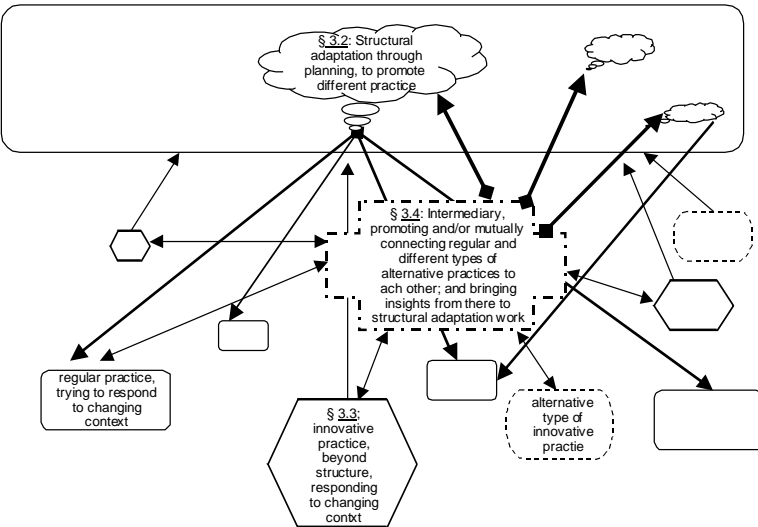 § 3.2: Structural
adaptation through
planning, to promote
different practice
§ 3.4: Intermediary,
promoting and/or mutually
connecting regular and
different types of
alternative practices to
each other; and bringing
insights from there to
structural adaptation work
regular practice,
trying to respond
to changing
context
§ 3.3:
innovative
practice,
beyond
structure,
responding
to changing
contxt
alternative
type of
innovative
practie